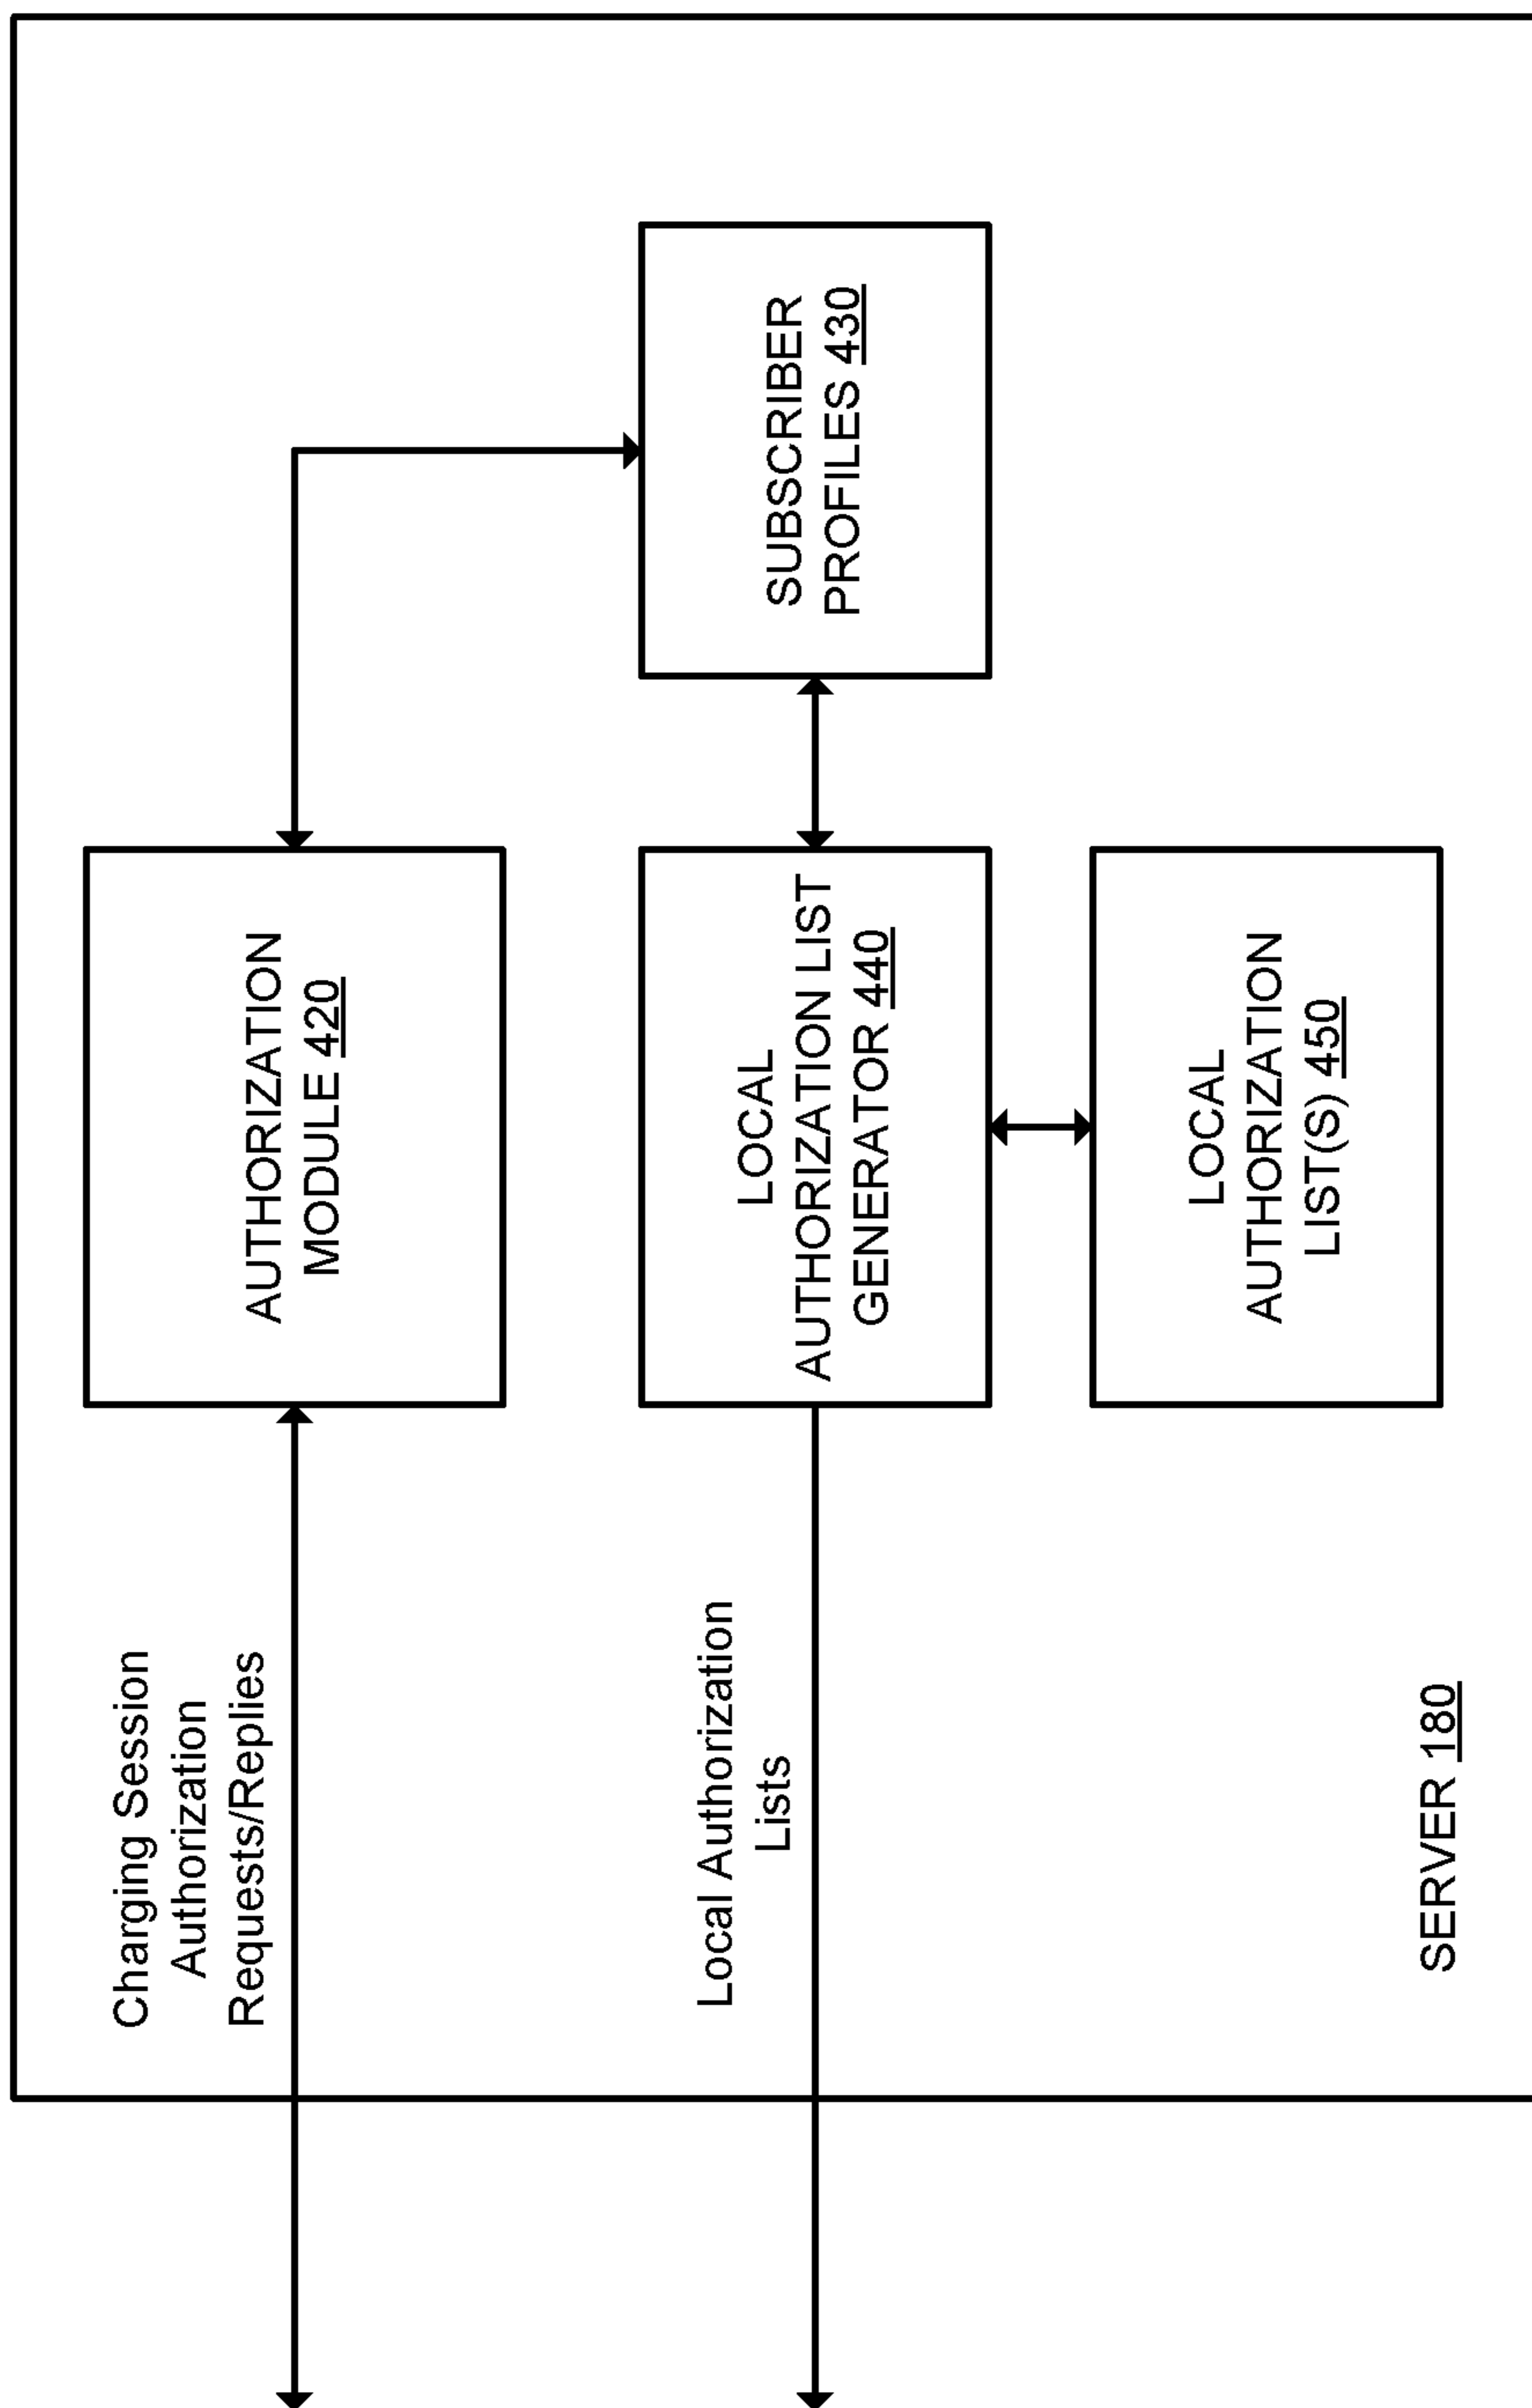 Charging Session
Authorization
Requests/Replies
AUTHORIZATION
MODULE 420
SUBSCRIBER
PROFILES 430
Local Authorization
Lists
LOCAL
AUTHORIZATION LIST
GENERATOR 440
LOCAL
AUTHORIZATION
LIST(S) 450
SERVER 180